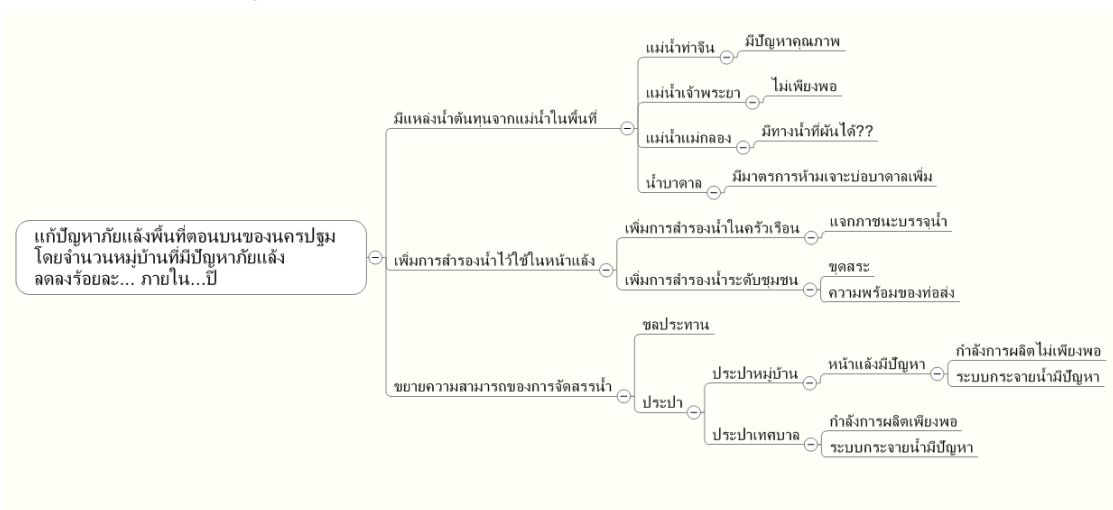 แก้ปัญหาภัยแล้งพื้นที่ตอนบนของนครปฐม
โดยจำนวนหมู่บ้านที่มีปัญหาภัยแล้ง
ลดลงร้อยละ... ภายใน...ปี
มีแหล่งน้ำต้นทุนจากแม่น้ำในพื้นที่
แม่น้ำท่าจีน
มีปัญหาคุณภาพ
แม่น้ำเจ้าพระยา
ไม่เพียงพอ
แม่น้ำแม่กลอง
มีทางน้ำที่ผันได้??
น้ำบาดาล
มีมาตรการห้ามเจาะบ่อบาดาลเพิ่ม
เพิ่มการสำรองน้ำไว้ใช้ในหน้าแล้ง
เพิ่มการสำรองน้ำในครัวเรือน
แจกภาชนะบรรจุน้ำ
เพิ่มการสำรองน้ำระดับชุมชน
ขุดสระ
ความพร้อมของท่อส่ง
ขยายความสามารถของการจัดสรรน้ำ
ชลประทาน
ประปา
ประปาหมู่บ้าน
หน้าแล้งมีปัญหา
กำลังการผลิตไม่เพียงพอ
ระบบกระจายน้ำมีปัญหา
ประปาเทศบาล
กำลังการผลิตเพียงพอ
ระบบกระจายน้ำมีปัญหา